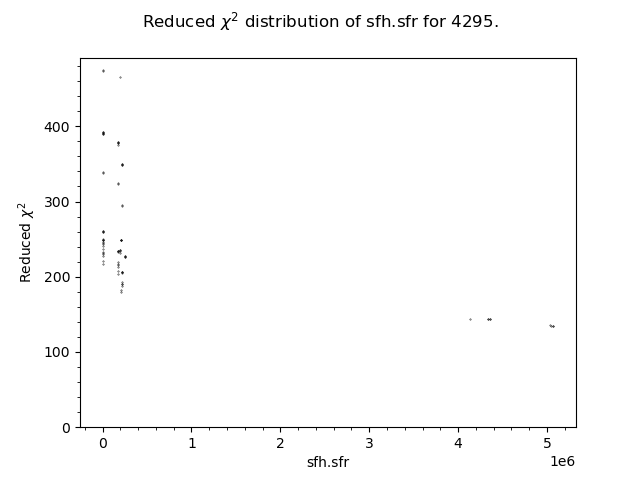 Reduced χ² distribution of sfh.sfr for 4295.
Reduced χ²
400
300
200
100
0
0 1 2 3 4 5
1e6
sfh.sfr